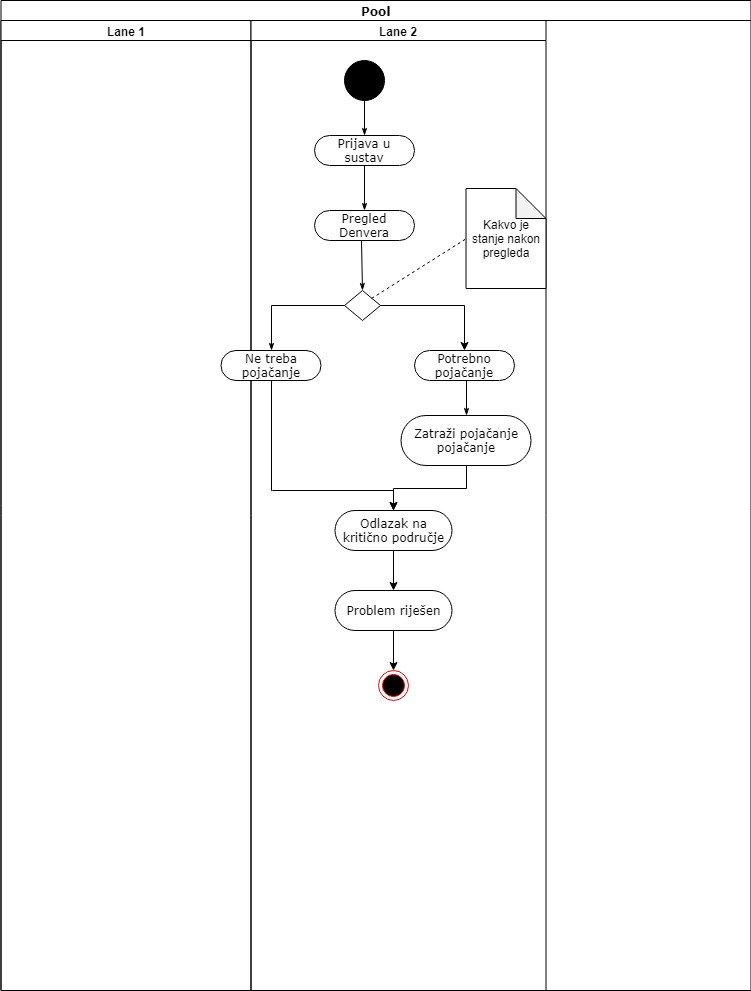 Pool
Lane 1
Lane 2
Prijava u
sustav
Pregled
Denvera
Kakvo je
stanje nakon
pregleda
Ne treba
pojačanje
Potrebno
pojačanje
Zatraži pojačanje
pojačanje
Odlazak na
kritično područje
Problem riješen